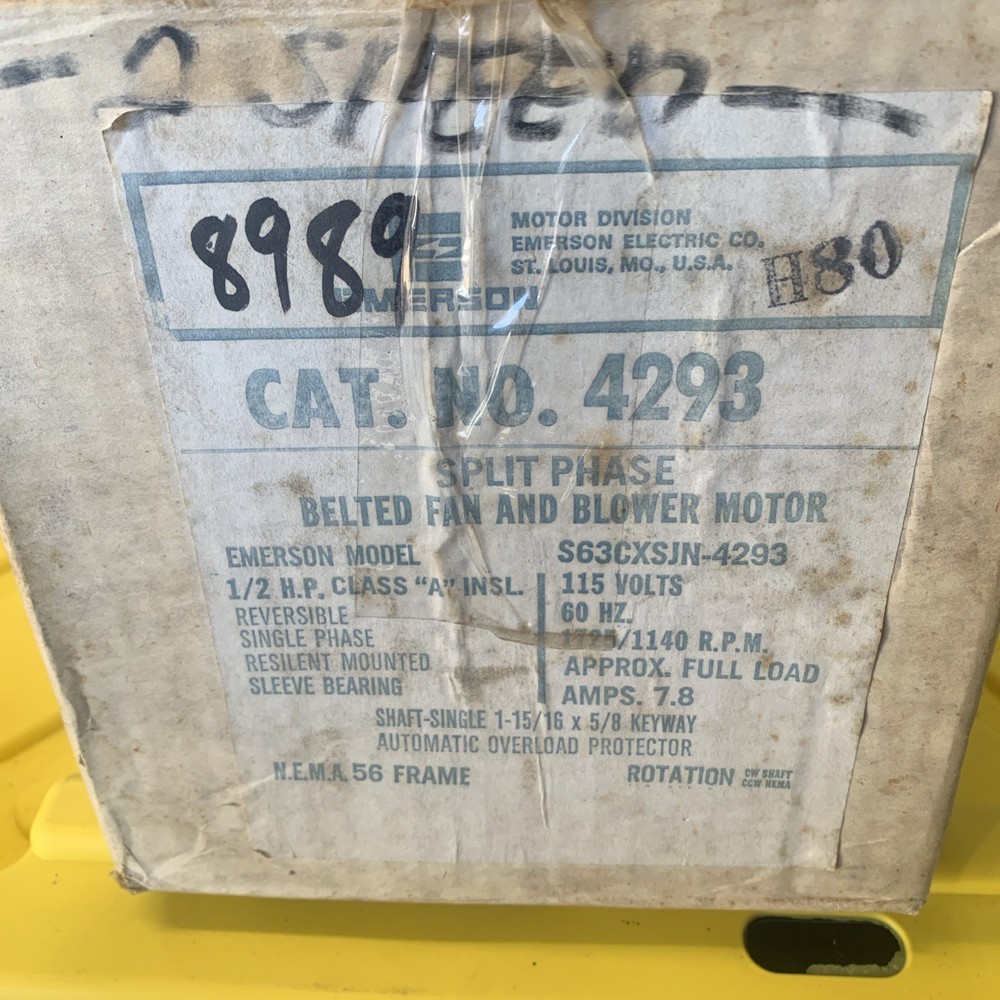 - 2 SPEED -
8989
EMERSON
MOTOR DIVISION
EMERSON ELECTRIC CO.
ST. LOUIS, MO., U.S.A.
H80
CAT. NO. 4293
SPLIT PHASE
BELTED FAN AND BLOWER MOTOR
EMERSON MODEL S63CXSJN-4293
1/2 H.P. CLASS "A" INSL.
REVERSIBLE
SINGLE PHASE
RESILENT MOUNTED
SLEEVE BEARING
115 VOLTS
60 HZ.
1725/1140 R.P.M.
APPROX. FULL LOAD
AMPS. 7.8
SHAFT-SINGLE 1-15/16 x 5/8 KEYWAY
AUTOMATIC OVERLOAD PROTECTOR
N.E.M.A. 56 FRAME
ROTATION CW SHAFT
CCW NEMA